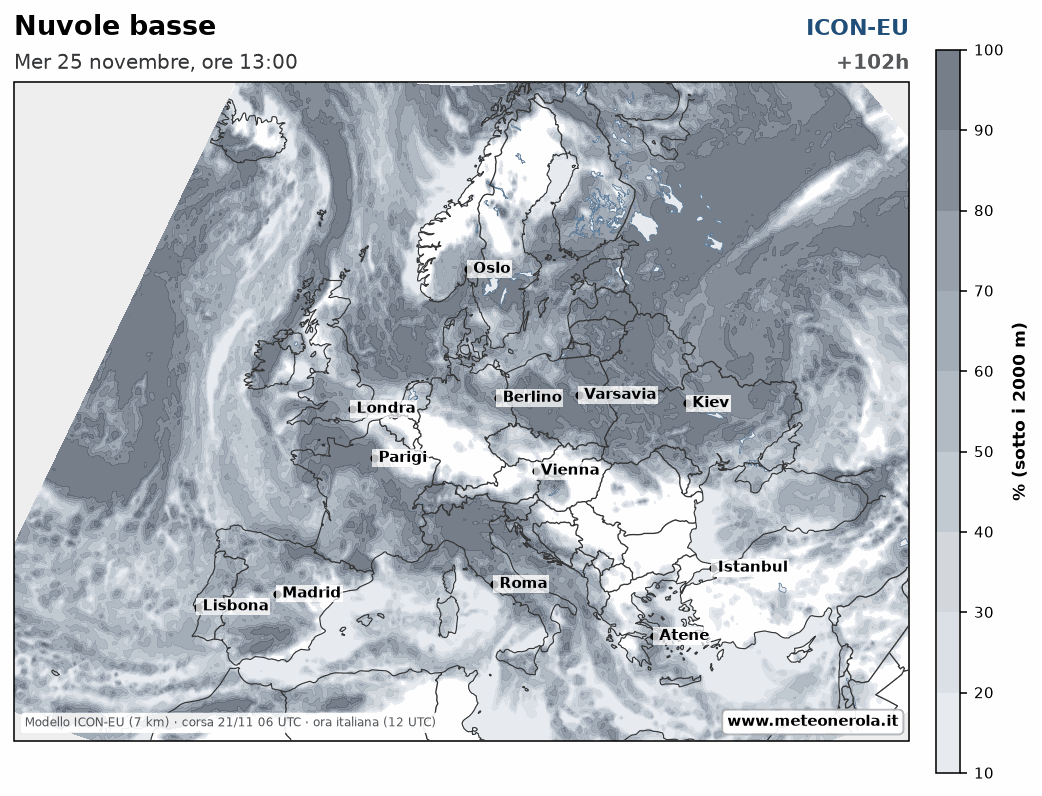 Nuvole basse
ICON-EU
Mer 25 novembre, ore 13:00
+102h
100
90
80
70
60
50
40
30
20
10
% (sotto i 2000 m)
Oslo
Londra
Berlino
Varsavia
Kiev
Parigi
Vienna
Istanbul
Roma
Madrid
Lisbona
Atene
Modello ICON-EU (7 km) · corsa 21/11 06 UTC · ora italiana (12 UTC)
www.meteonerola.it